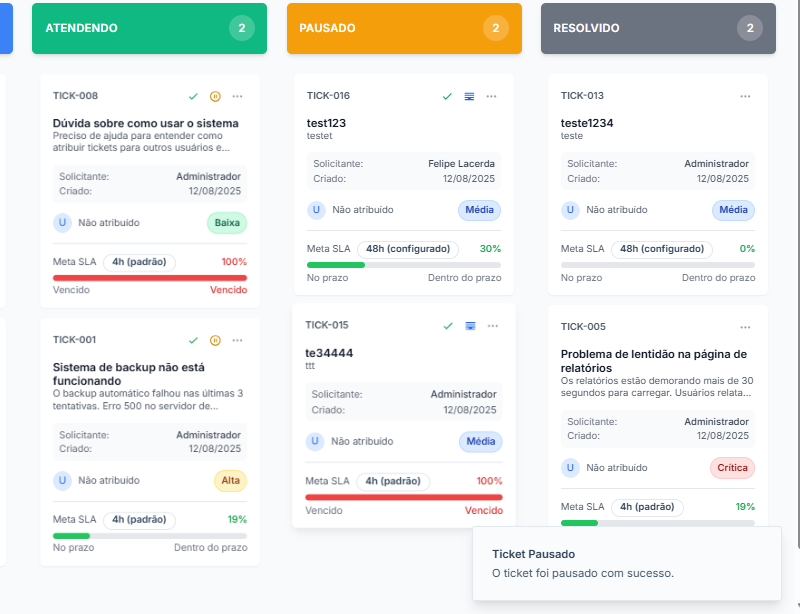 ATENDENDO 2
TICK-008
Dúvida sobre como usar o sistema
Preciso de ajuda para entender como
atribuir tickets para outros usuários e...
Solicitante: Administrador
Criado: 12/08/2025
U Não atribuído Baixa
Meta SLA 4h (padrão) 100%
Vencido Vencido
TICK-001
Sistema de backup não está
funcionando
O backup automático falhou nas últimas 3
tentativas. Erro 500 no servidor de...
Solicitante: Administrador
Criado: 12/08/2025
U Não atribuído Alta
Meta SLA 4h (padrão) 19%
No prazo Dentro do prazo
PAUSADO 2
TICK-016
test123
testet
Solicitante: Felipe Lacerda
Criado: 12/08/2025
U Não atribuído Média
Meta SLA 48h (configurado) 30%
No prazo Dentro do prazo
TICK-015
te34444
ttt
Solicitante: Administrador
Criado: 12/08/2025
U Não atribuído Média
Meta SLA 4h (padrão) 100%
Vencido Vencido
RESOLVIDO 2
TICK-013
teste1234
teste
Solicitante: Administrador
Criado: 12/08/2025
U Não atribuído Média
Meta SLA 48h (configurado) 0%
No prazo Dentro do prazo
TICK-005
Problema de lentidão na página de
relatórios
Os relatórios estão demorando mais de 30
segundos para carregar. Usuários relata...
Solicitante: Administrador
Criado: 12/08/2025
U Não atribuído Crítica
Meta SLA 4h (padrão) 19%
Ticket Pausado
O ticket foi pausado com sucesso.